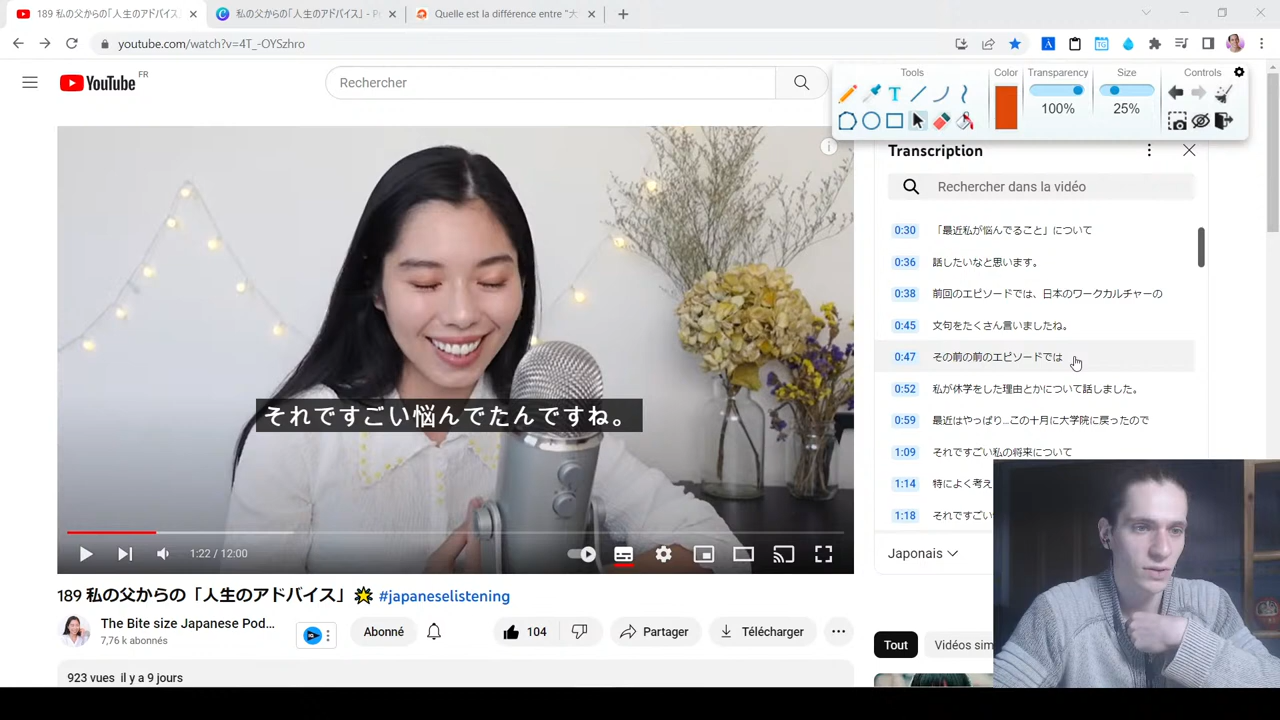 189 私の父からの「人生のアドバイス」
私の父からの「人生のアドバイス」 - P
Quelle est la différence entre "大
youtube.com/watch?v=4T_-OYSzhro
YouTube FR
Rechercher
Tools
Color
Transparency
Size
Controls
100%
25%
Transcription
Rechercher dans la vidéo
0:30 「最近私が悩んでること」について
0:36 話したいなと思います。
0:38 前回のエピソードでは、日本のワークカルチャーの
0:45 文句をたくさん言いましたね。
0:47 その前の前のエピソードでは
0:52 私が休学をした理由とかについて話しました。
0:59 最近はやっぱり…この十月に大学院に戻ったので
1:09 それですごい私の将来について
1:14 特によく考え
1:18 それですごい
Japonais
それですごい悩んでたんですね。
1:22 / 12:00
189 私の父からの「人生のアドバイス」 🌟 #japaneselistening
The Bite size Japanese Pod...
7,76 k abonnés
Abonné
104
Partager
Télécharger
923 vues il y a 9 jours
Tout
Vidéos sim